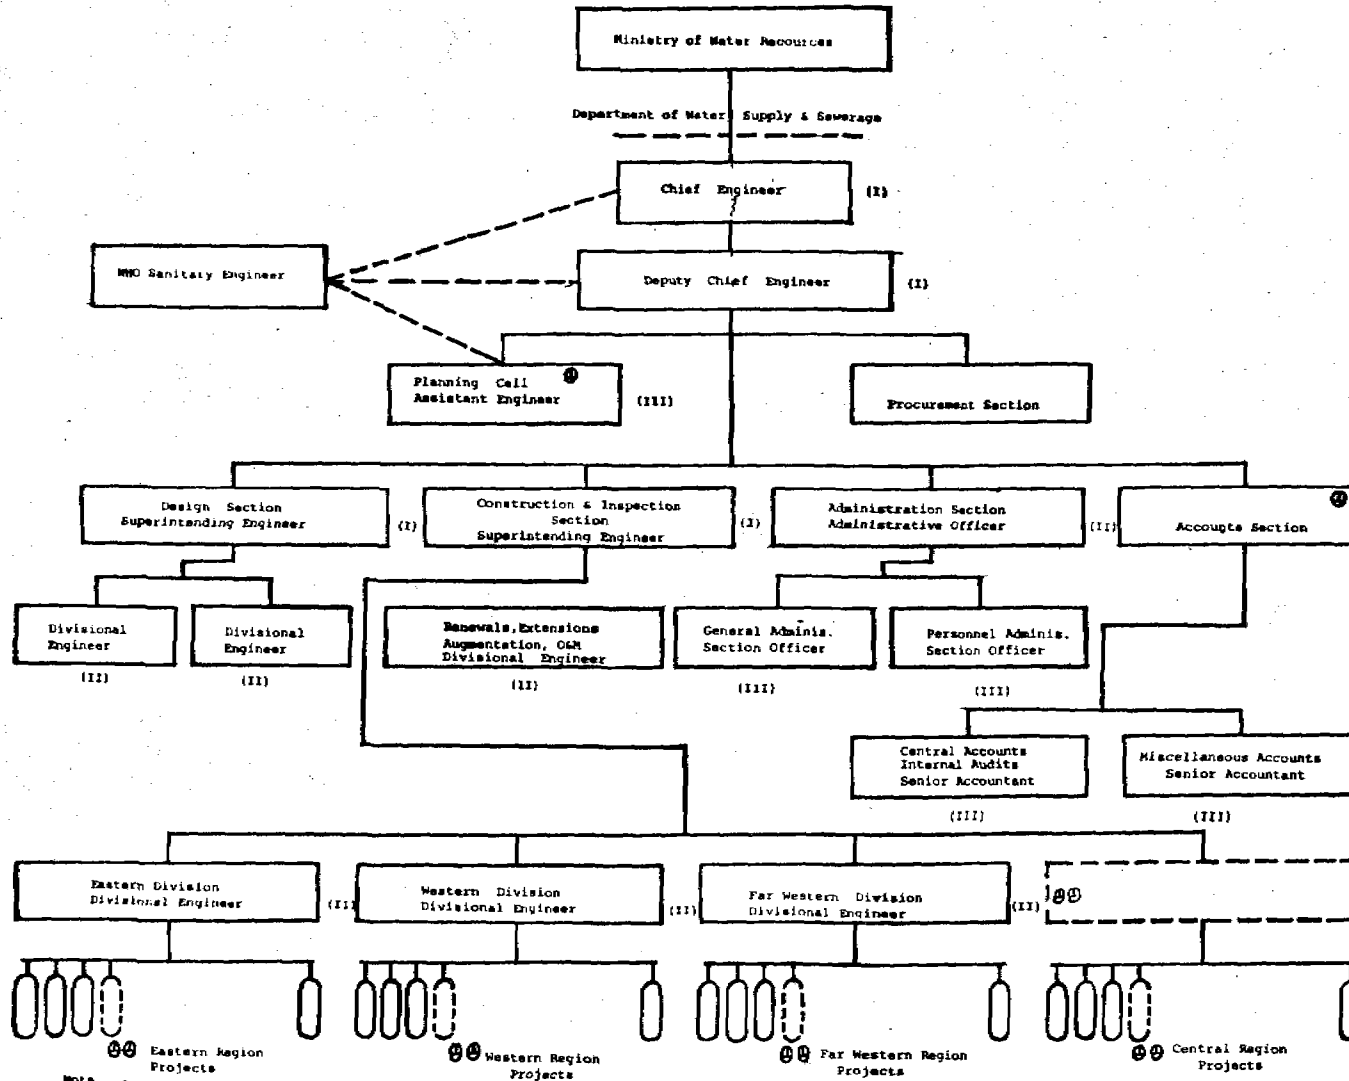 Ministry of Water Recources
Department of Water Supply & Sewerage
Chief Engineer
(I)
WHO Sanitary Engineer
Deputy Chief Engineer
(I)
Planning Cell
Assistant Engineer
(III)
Procurement Section
Design Section
Superintending Engineer
(I)
Construction & Inspection
Section
Superintending Engineer
(I)
Administration Section
Administrative Officer
(II)
Accounts Section
Divisional
Engineer
(II)
Divisional
Engineer
(II)
Renewals,Extensions
Augmentation, O&M
Divisional Engineer
(II)
General Adminis.
Section Officer
(III)
Personnel Adminis.
Section Officer
(III)
Central Accounts
Internal Audits
Senior Accountant
(III)
Miscellaneous Accounts
Senior Accountant
(III)
Eastern Division
Divisional Engineer
(II)
Western Division
Divisional Engineer
(II)
Far Western Division
Divisional Engineer
(II)
Eastern Region
Projects
Western Region
Projects
Far Western Region
Projects
Central Region
Projects
Note